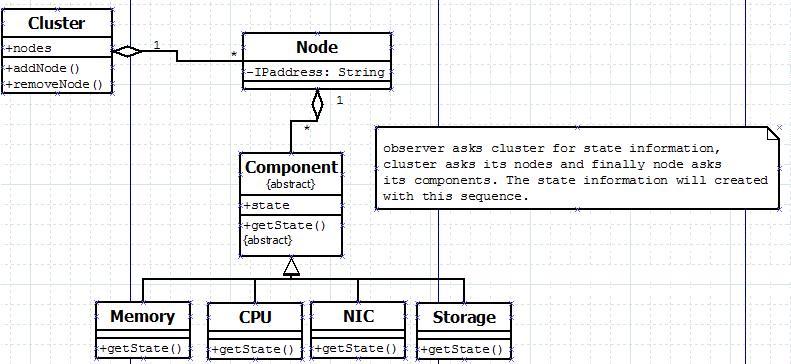 Cluster
+nodes
+addNode()
+removeNode()
1
*
Node
-IPaddress: String
1
*
Component
{abstract}
+state
+getState()
{abstract}
observer asks cluster for state information,
cluster asks its nodes and finally node asks
its components. The state information will created
with this sequence.
Memory
+getState()
CPU
+getState()
NIC
+getState()
Storage
+getState()